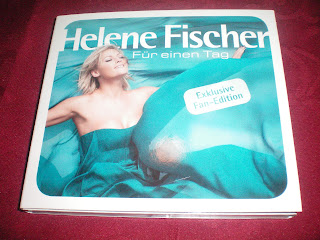 Helene Fischer
Für einen Tag
Exklusive
Fan-Edition